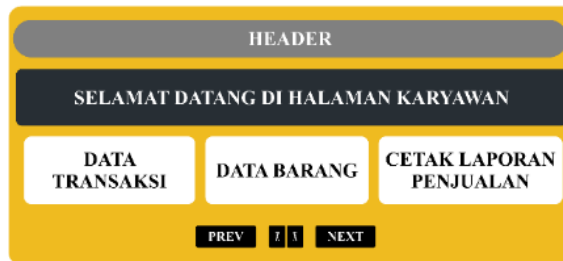 HEADER
SELAMAT DATANG DI HALAMAN KARYAWAN
DATA
TRANSAKSI
DATA BARANG
CETAK LAPORAN
PENJUALAN
PREV NEXT